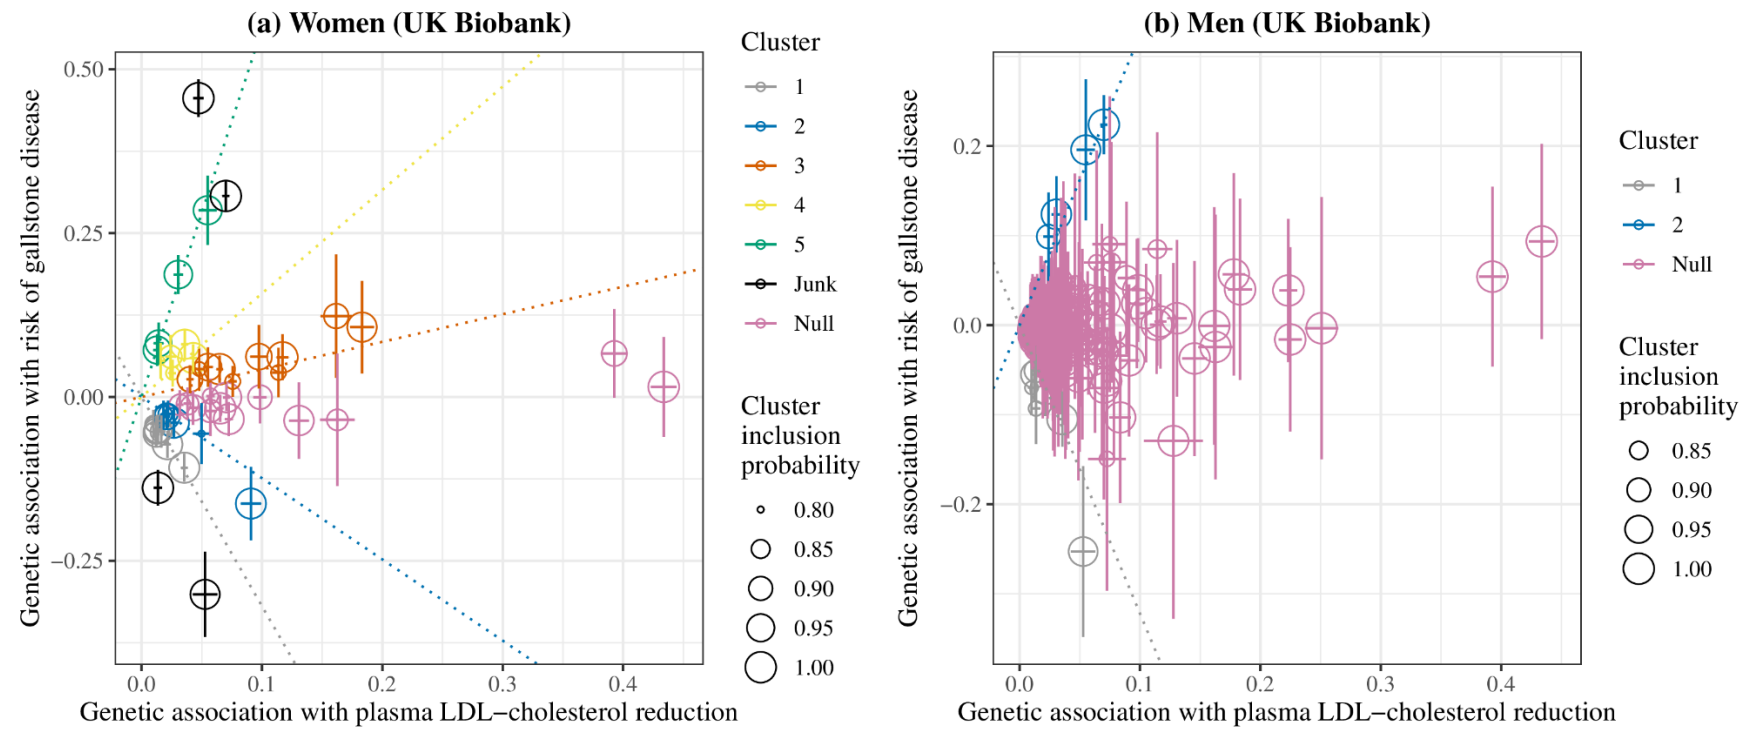 (a) Women (UK Biobank)
Genetic association with risk of gallstone disease
0.50
0.25
0.00
−0.25
0.0 0.1 0.2 0.3 0.4
Genetic association with plasma LDL−cholesterol reduction
Cluster
1
2
3
4
5
Junk
Null
Cluster
inclusion
probability
0.80
0.85
0.90
0.95
1.00
(b) Men (UK Biobank)
Genetic association with risk of gallstone disease
0.2
0.0
−0.2
0.0 0.1 0.2 0.3 0.4
Genetic association with plasma LDL−cholesterol reduction
Cluster
1
2
Null
Cluster
inclusion
probability
0.85
0.90
0.95
1.00